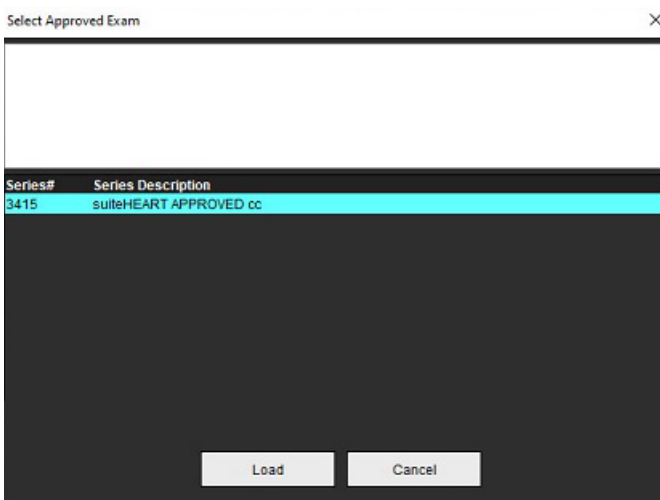 Select Approved Exam
Series# Series Description
3415 suiteHEART APPROVED cc
Load Cancel